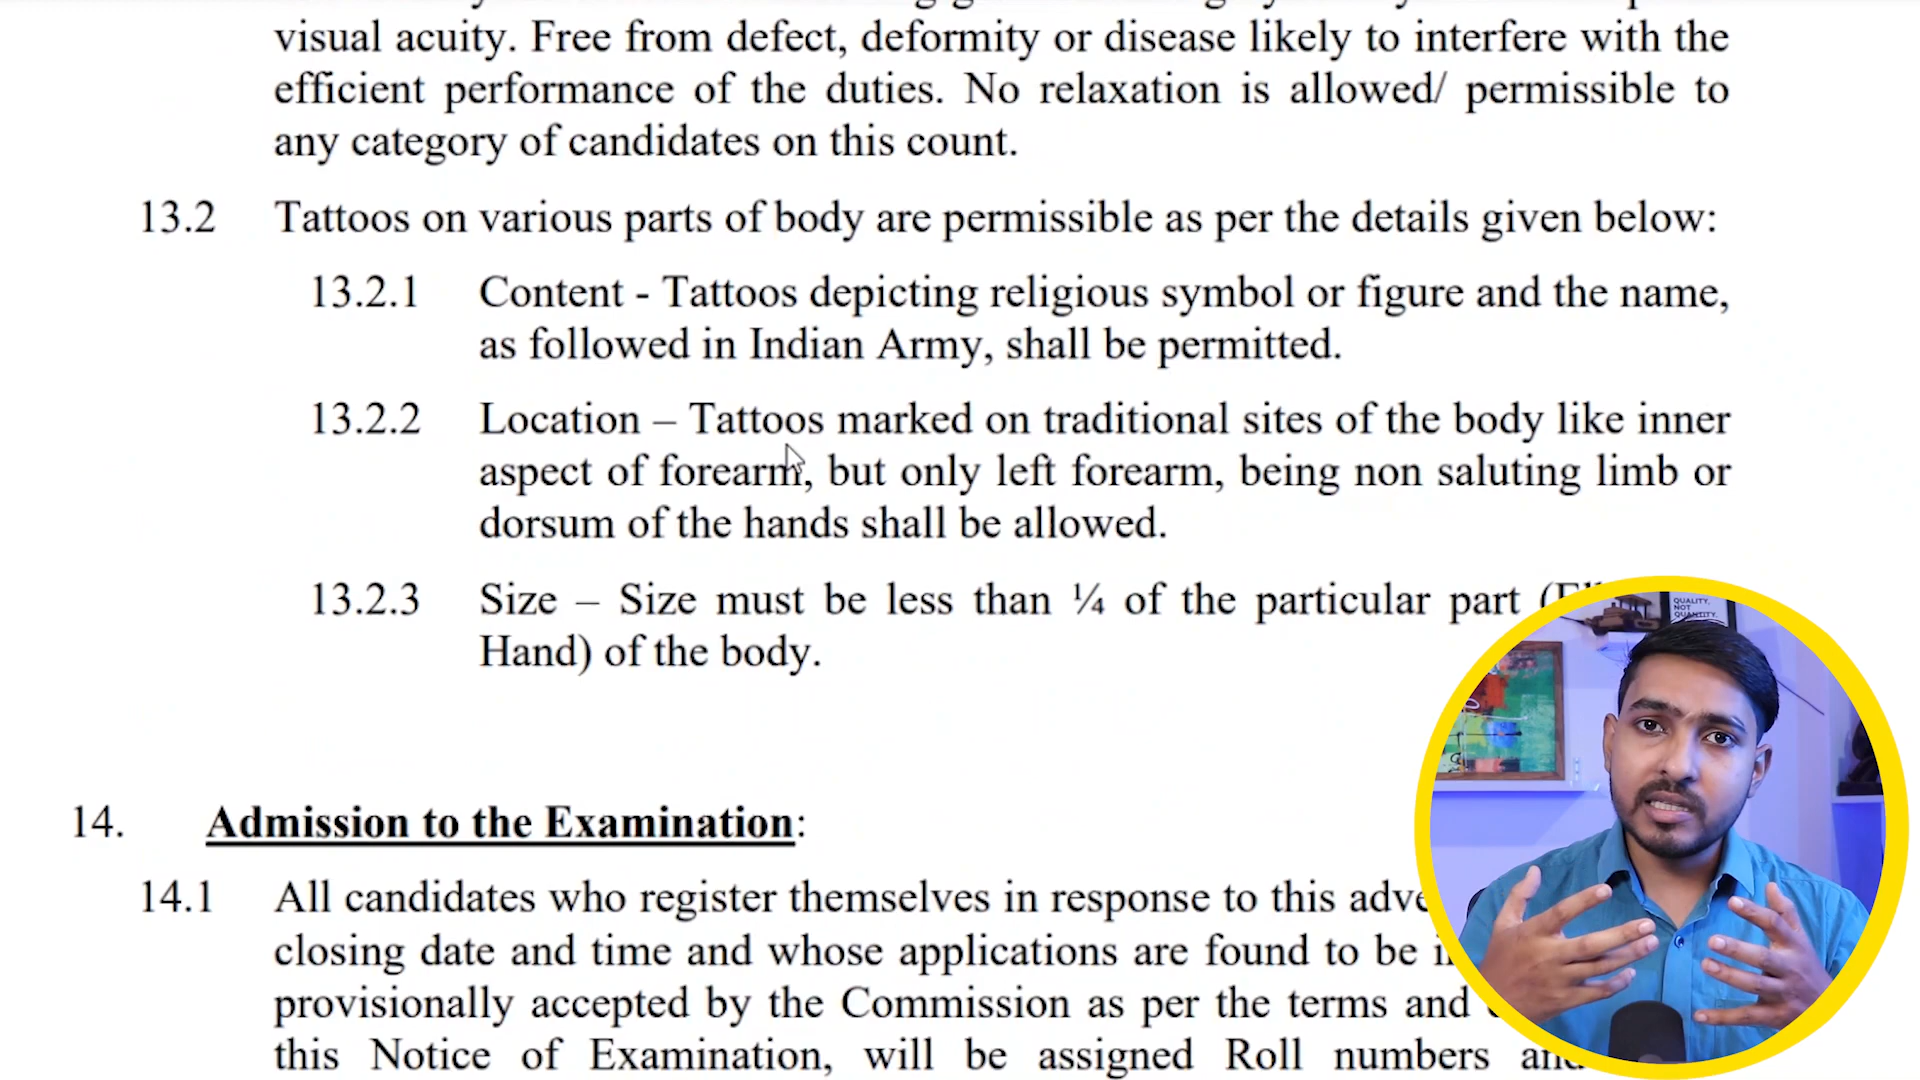 visual acuity. Free from defect, deformity or disease likely to interfere with the
efficient performance of the duties. No relaxation is allowed/ permissible to
any category of candidates on this count.
13.2 Tattoos on various parts of body are permissible as per the details given below:
13.2.1 Content - Tattoos depicting religious symbol or figure and the name,
as followed in Indian Army, shall be permitted.
13.2.2 Location – Tattoos marked on traditional sites of the body like inner
aspect of forearm, but only left forearm, being non saluting limb or
dorsum of the hands shall be allowed.
13.2.3 Size – Size must be less than ¼ of the particular part
Hand) of the body.
QUALITY,
NOT
QUANTITY.
14. Admission to the Examination:
14.1 All candidates who register themselves in response to this
closing date and time and whose applications are found to be
provisionally accepted by the Commission as per the terms and
this Notice of Examination, will be assigned Roll numbers